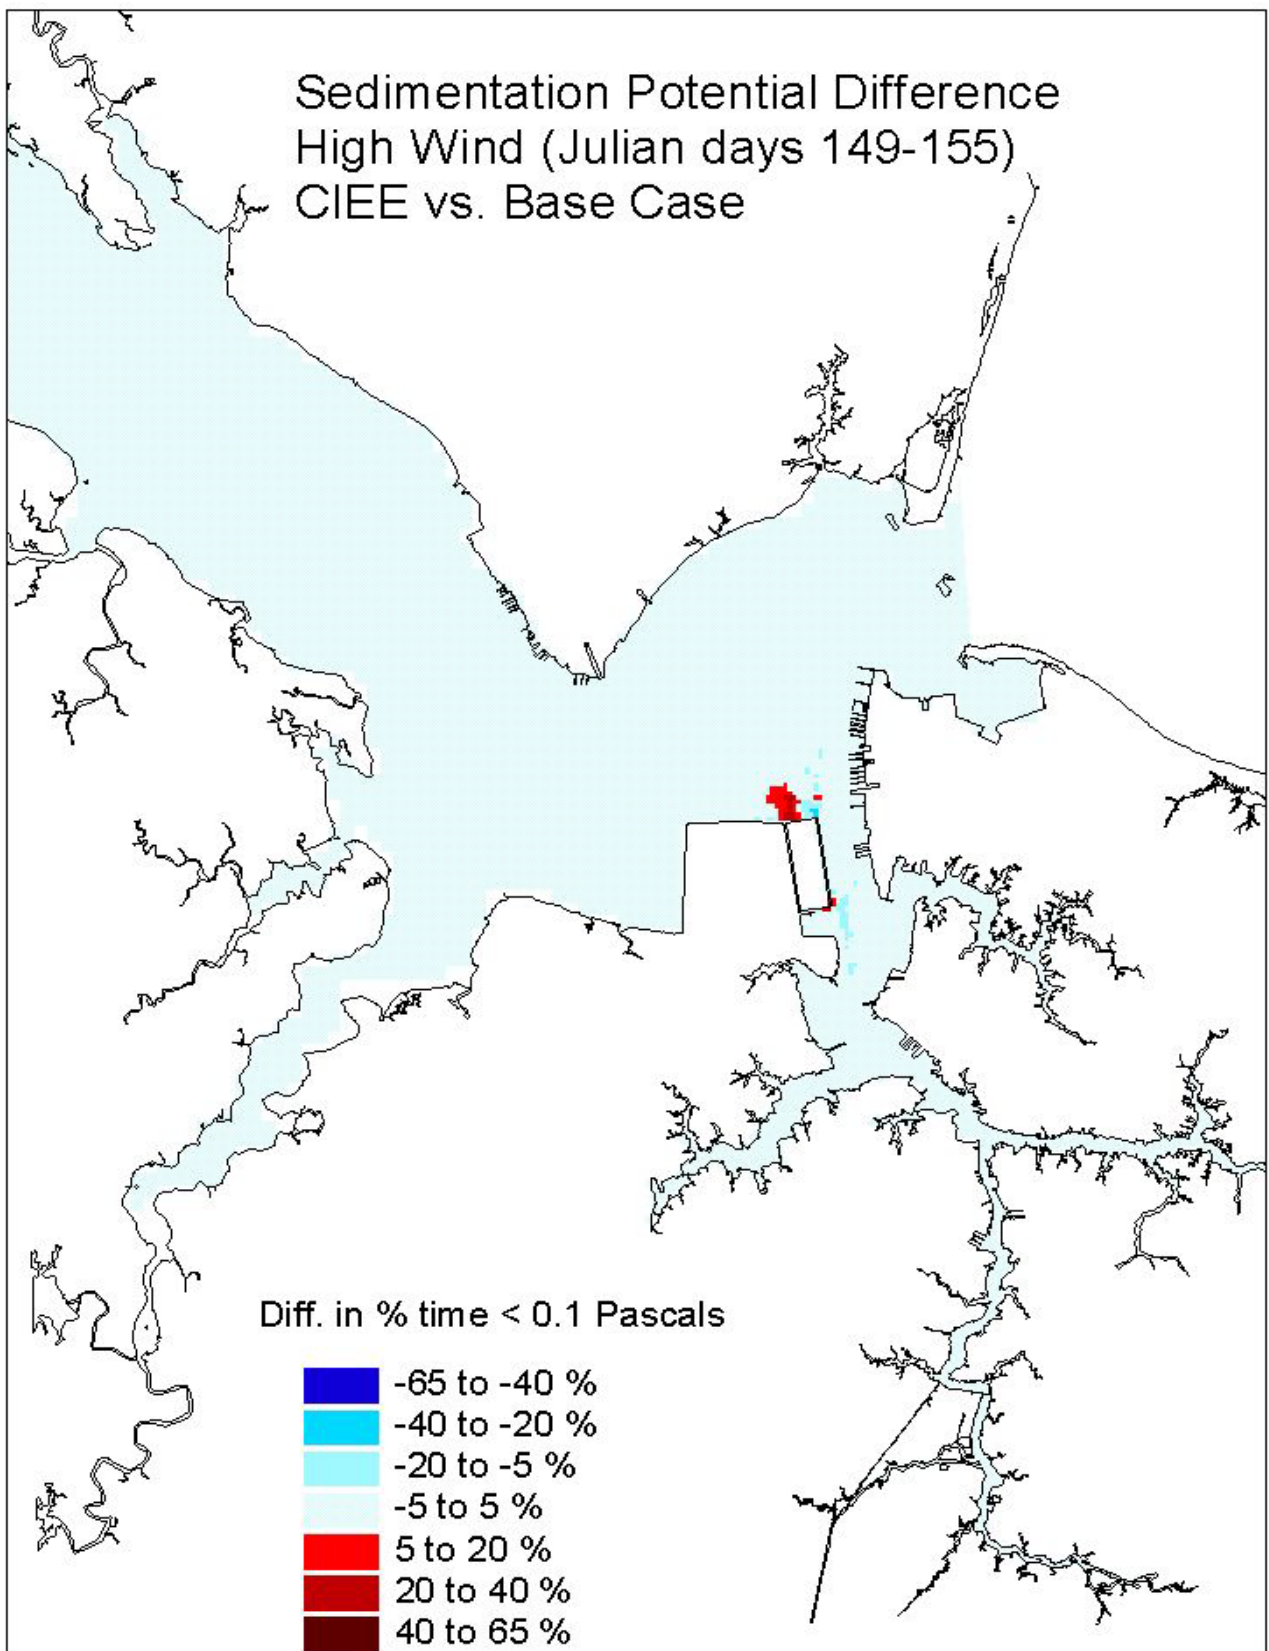 Sedimentation Potential Difference
High Wind (Julian days 149-155)
CIEE vs. Base Case
Diff. in % time < 0.1 Pascals
-65 to -40 %
-40 to -20 %
-20 to -5 %
-5 to 5 %
5 to 20 %
20 to 40 %
40 to 65 %